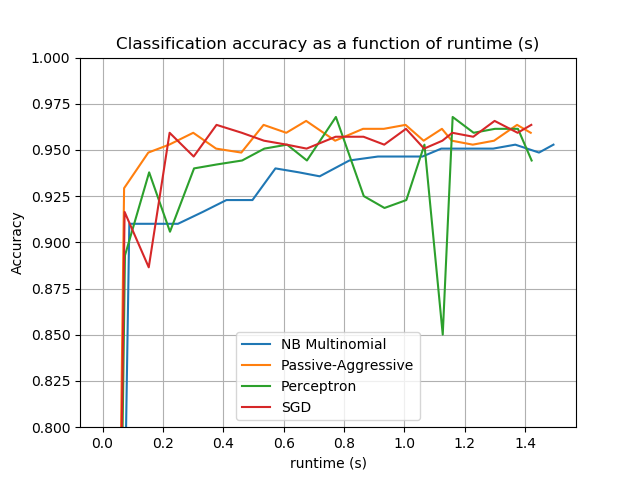 Classification accuracy as a function of runtime (s)
1.000
0.975
0.950
0.925
0.900
0.875
0.850
0.825
0.800
Accuracy
NB Multinomial
Passive-Aggressive
Perceptron
SGD
0.0 0.2 0.4 0.6 0.8 1.0 1.2 1.4
runtime (s)